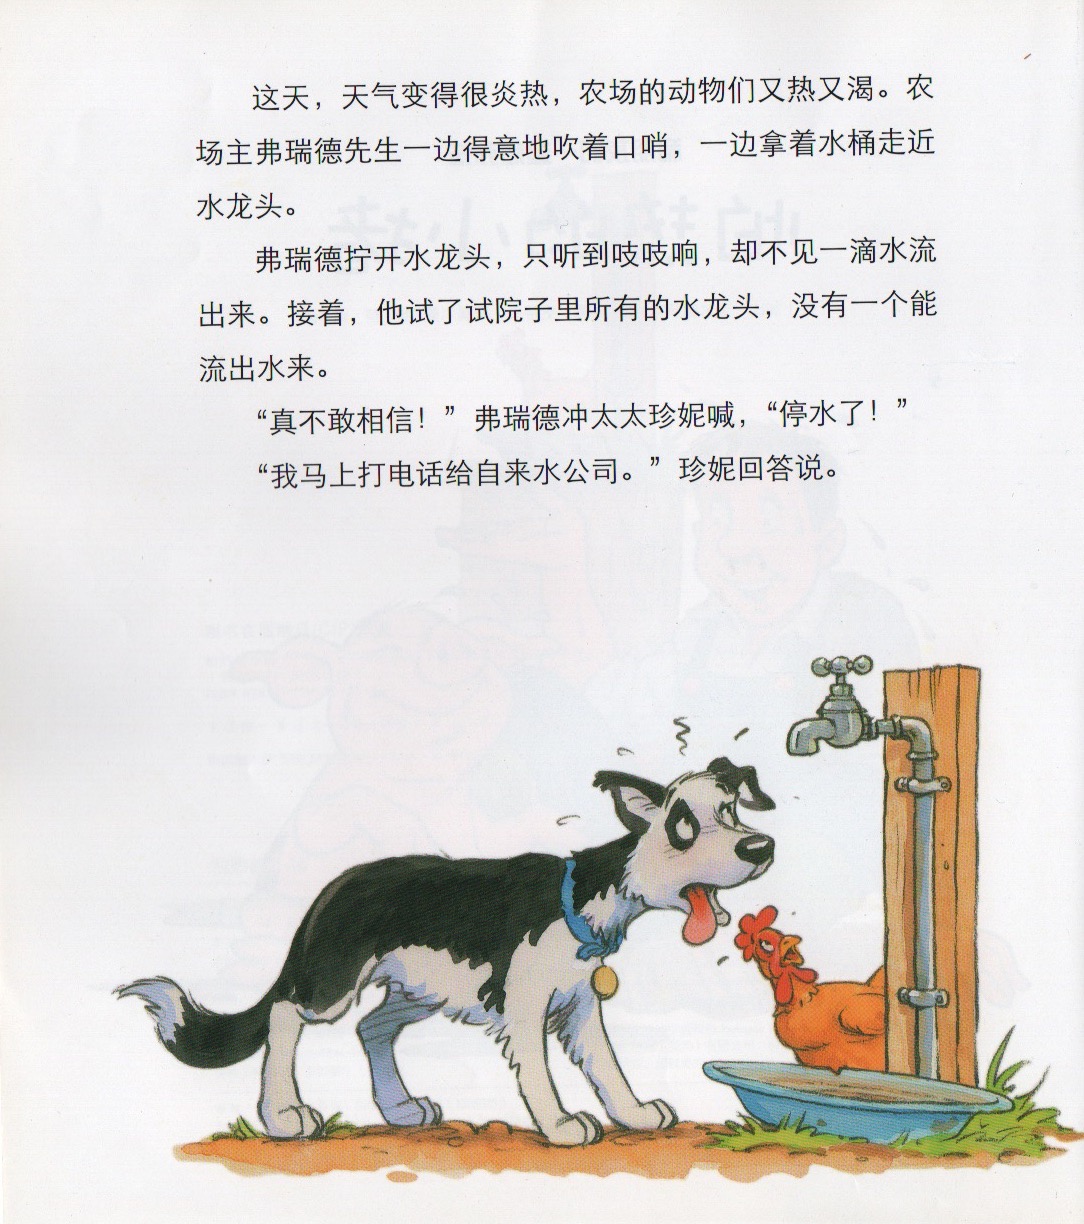 这天，天气变得很炎热，农场的动物们又热又渴。农
场主弗瑞德先生一边得意地吹着口哨，一边拿着水桶走近
水龙头。
弗瑞德拧开水龙头，只听到吱吱响，却不见一滴水流
出来。接着，他试了试院子里所有的水龙头，没有一个能
流出水来。
“真不敢相信！”弗瑞德冲太太珍妮喊，“停水了！”
“我马上打电话给自来水公司。”珍妮回答说。